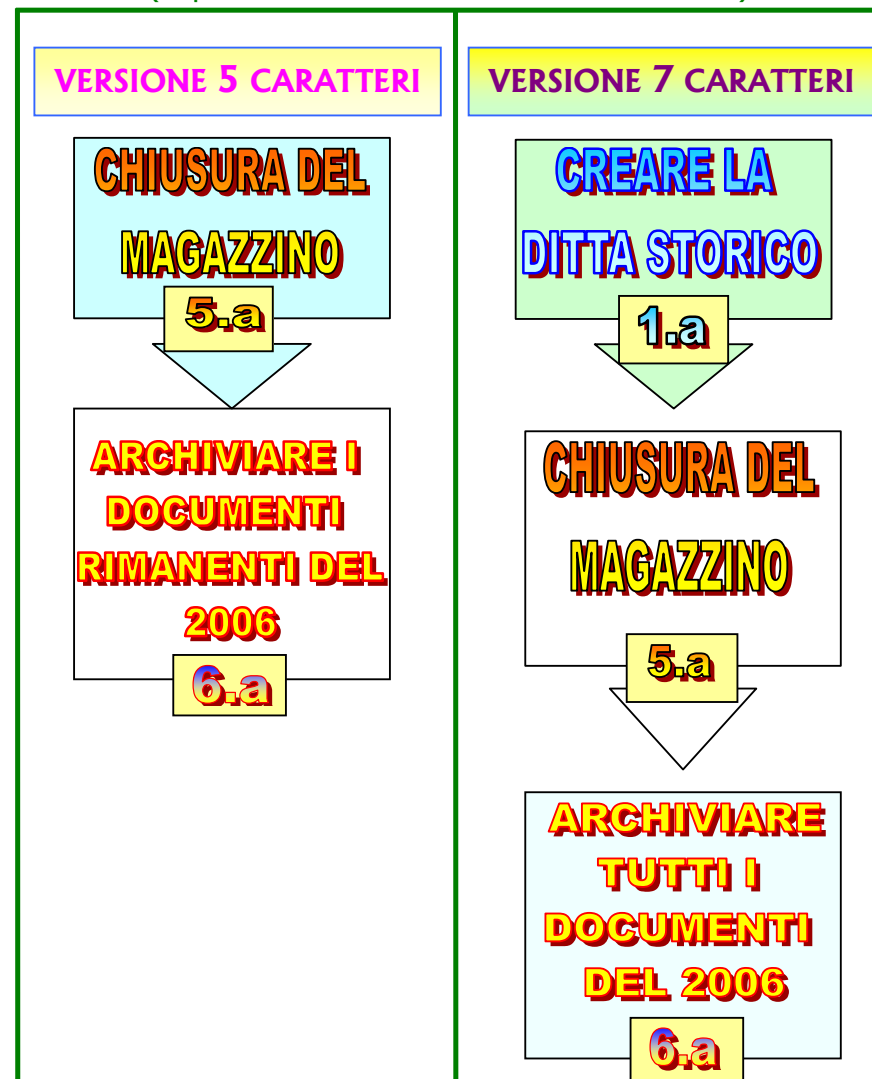 VERSIONE 5 CARATTERI
CHIUSURA DEL
MAGAZZINO
5.a
ARCHIVIARE I
DOCUMENTI
RIMANENTI DEL
2006
6.a
VERSIONE 7 CARATTERI
CREARE LA
DITTA STORICO
1.a
CHIUSURA DEL
MAGAZZINO
5.a
ARCHIVIARE
TUTTI I
DOCUMENTI
DEL 2006
6.a